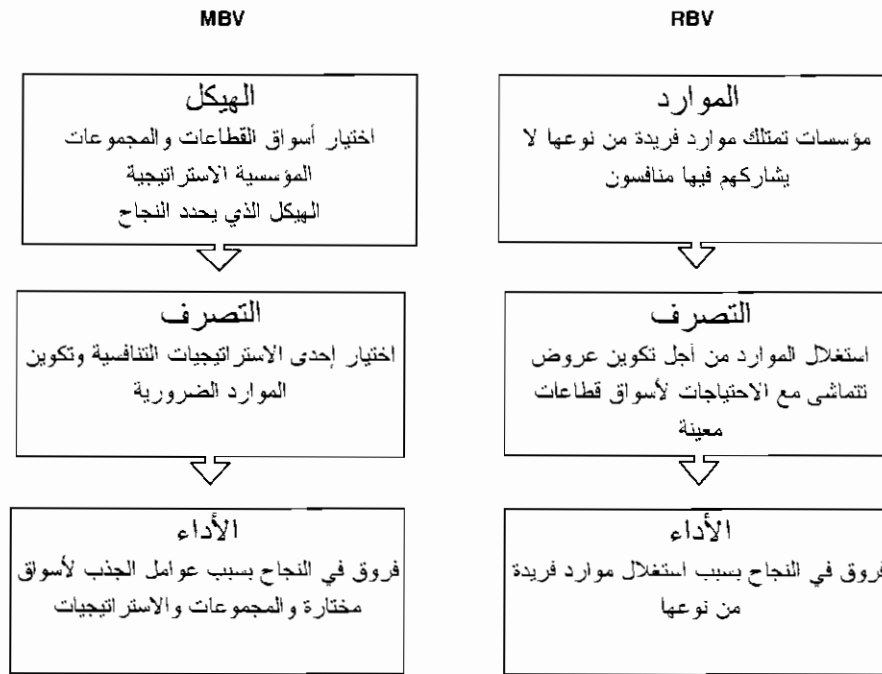 MBV
الهيكل
اختيار أسواق القطاعات والمجموعات
المؤسسية الاستراتيجية
الهيكل الذي يحدد النجاح
التصرف
اختيار إحدى الاستراتيجيات التنافسية وتكوين
الموارد الضرورية
الأداء
فروق في النجاح بسبب عوامل الجذب لأسواق
مختارة والمجموعات والاستراتيجيات
RBV
الموارد
مؤسسات تمتلك موارد فريدة من نوعها لا
يشاركهم فيها منافسون
التصرف
استغلال الموارد من أجل تكوين عروض
تتماشى مع الاحتياجات لأسواق قطاعات
معينة
الأداء
فروق في النجاح بسبب استغلال موارد فريدة
من نوعها